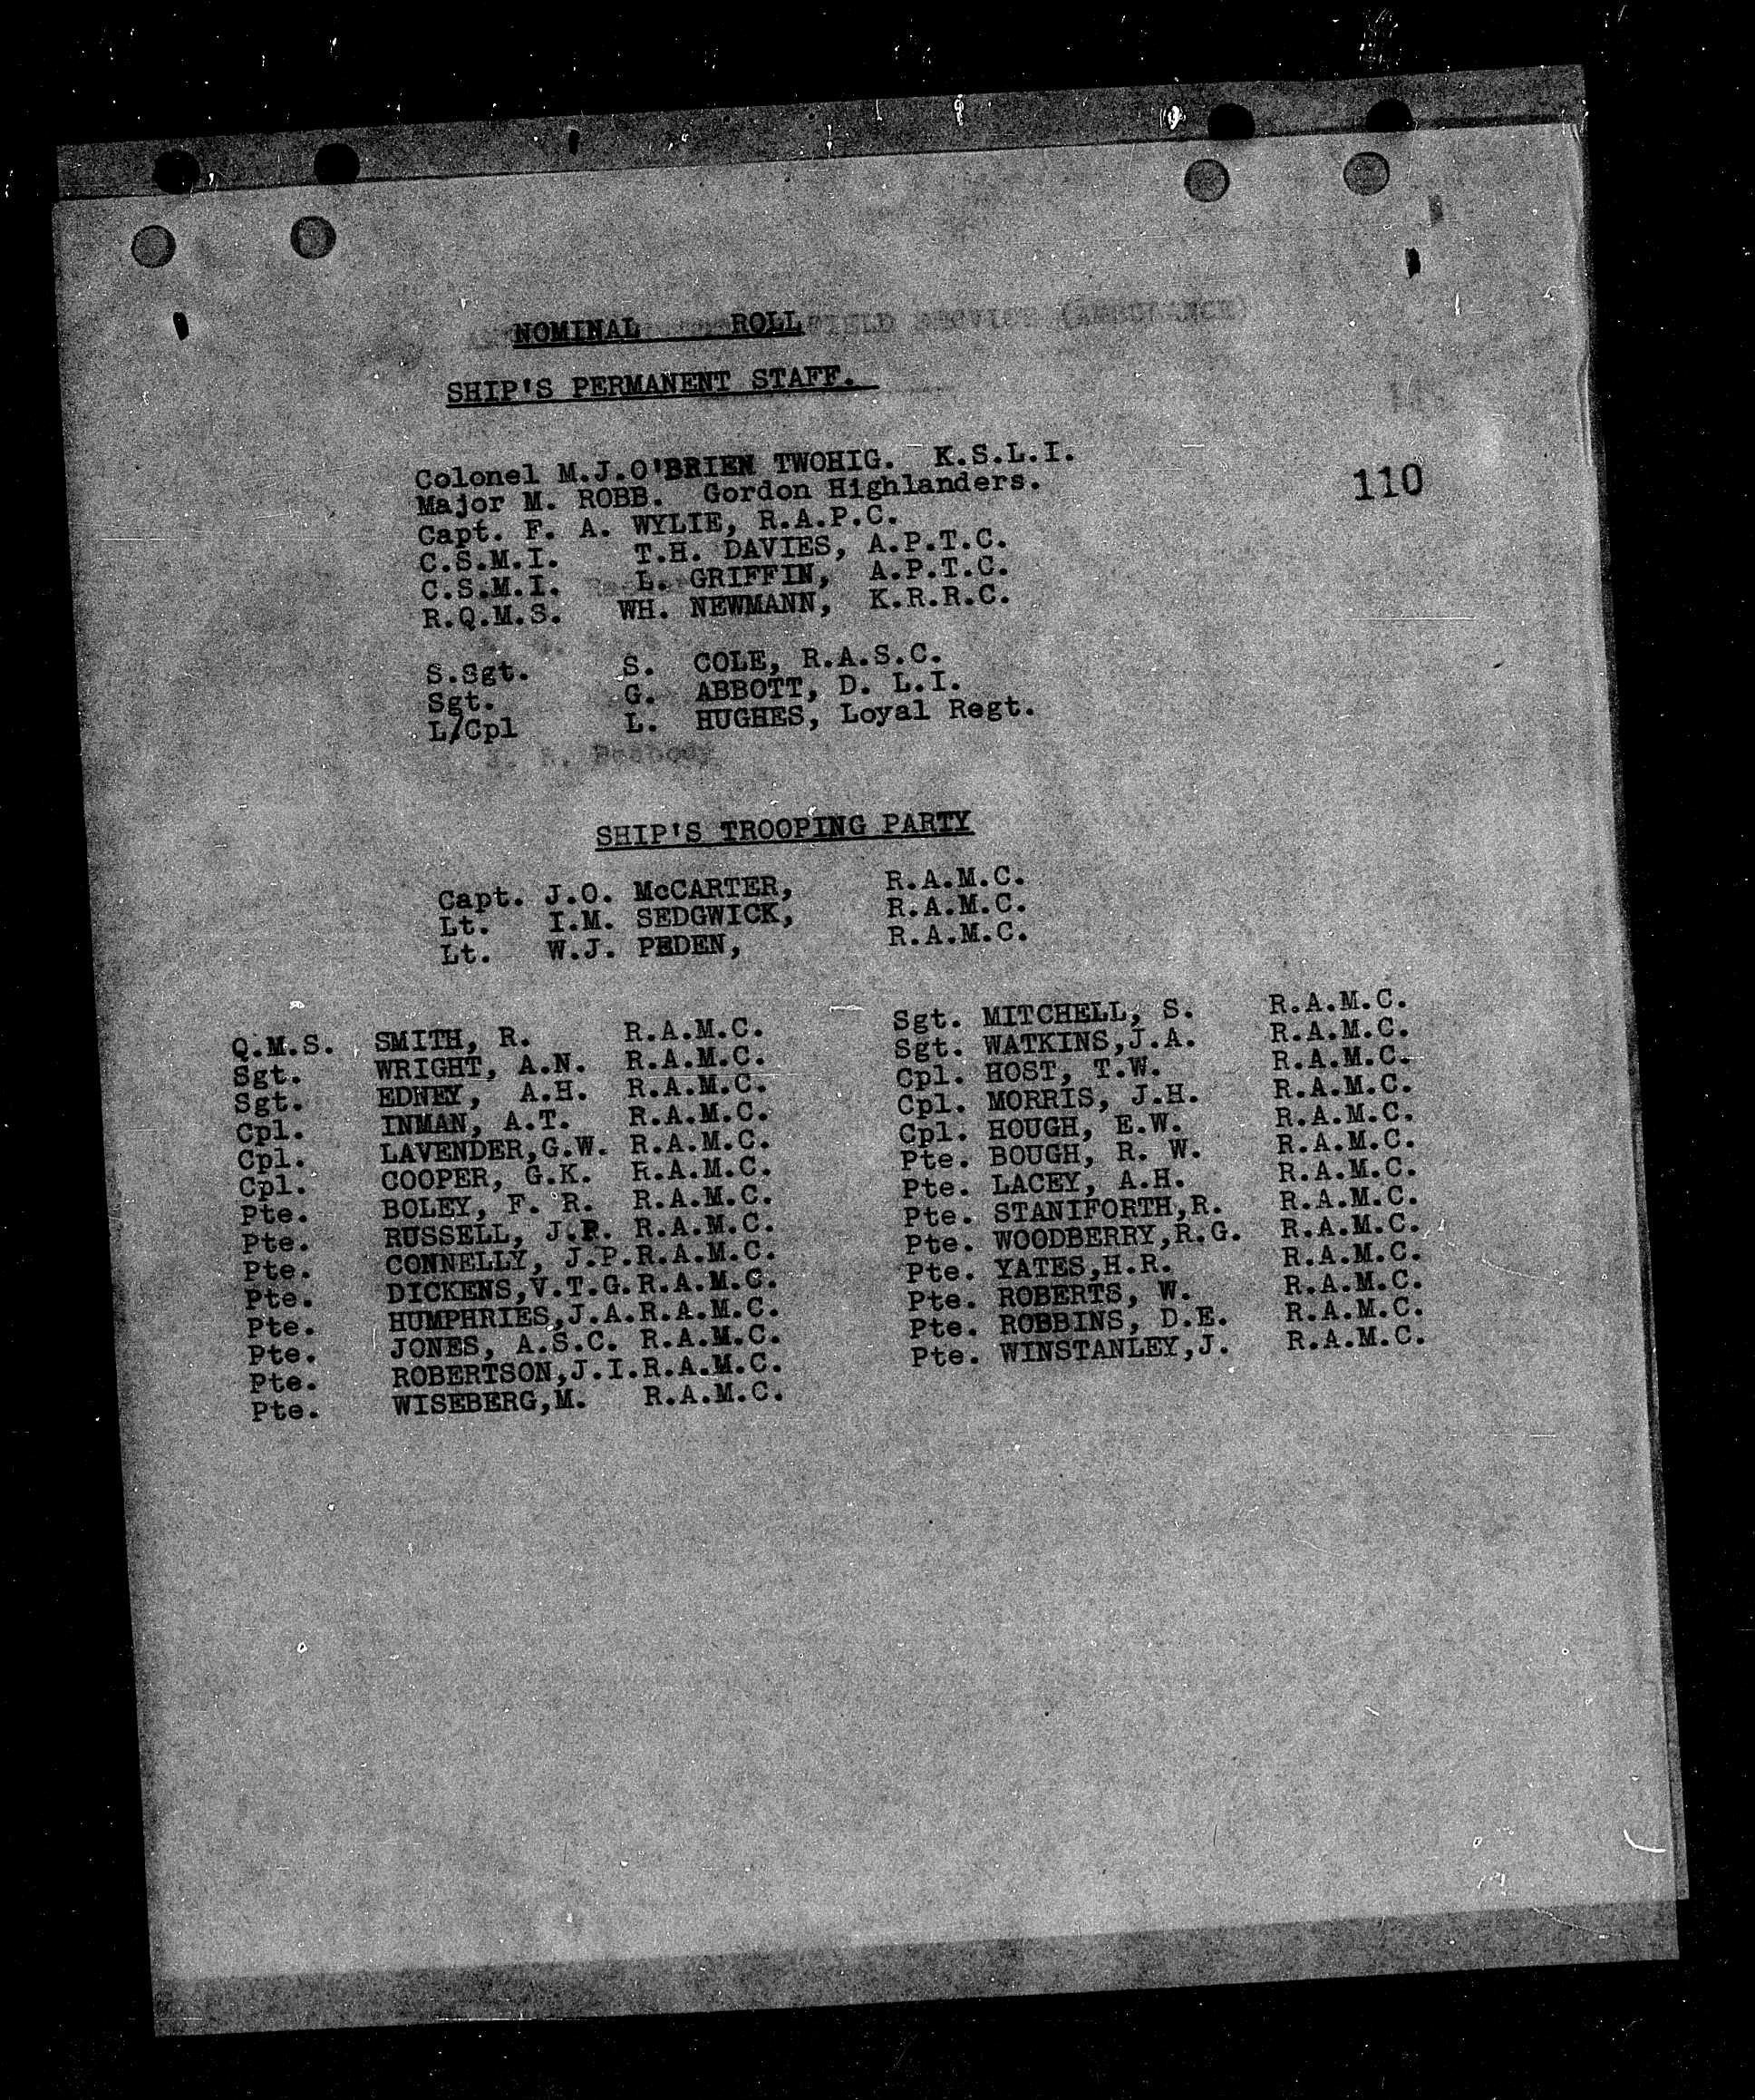 NOMINAL ROLL
FIELD SERVICE (AMBULANCE)
SHIP'S PERMANENT STAFF.
110
Colonel M.J.O'BRIEN TWOHIG. K.S.L.I.
Major M. ROBB. Gordon Highlanders.
Capt. F. A. WYLIE, R.A.P.C.
C.S.M.I. T.H. DAVIES, A.P.T.C.
C.S.M.I. L. GRIFFIN, A.P.T.C.
R.Q.M.S. WH. NEWMANN, K.R.R.C.
S.Sgt. S. COLE, R.A.S.C.
Sgt. G. ABBOTT, D. L.I.
L/Cpl L. HUGHES, Loyal Regt.
Peabody
SHIP'S TROOPING PARTY
Capt. J.O. McCARTER, R.A.M.C.
Lt. I.M. SEDGWICK, R.A.M.C.
Lt. W.J. PEDEN, R.A.M.C.
Q.M.S. SMITH, R. R.A.M.C.
Sgt. WRIGHT, A.N. R.A.M.C.
Sgt. EDNEY, A.H. R.A.M.C.
Cpl. INMAN, A.T. R.A.M.C.
Cpl. LAVENDER,G.W. R.A.M.C.
Cpl. COOPER, G.K. R.A.M.C.
Pte. BOLEY, F. R. R.A.M.C.
Pte. RUSSELL, J.R. R.A.M.C.
Pte. CONNELLY, J.P.R.A.M.C.
Pte. DICKENS,V.T.G.R.A.M.C.
Pte. HUMPHRIES,J.A.R.A.M.C.
Pte. JONES, A.S.C. R.A.M.C.
Pte. ROBERTSON,J.I.R.A.M.C.
Pte. WISEBERG,M. R.A.M.C.
Sgt. MITCHELL, S. R.A.M.C.
Sgt. WATKINS,J.A. R.A.M.C.
Cpl. HOST, T.W. R.A.M.C.
Cpl. MORRIS, J.H. R.A.M.C.
Cpl. HOUGH, E.W. R.A.M.C.
Pte. BOUGH, R. W. R.A.M.C.
Pte. LACEY, A.H. R.A.M.C.
Pte. STANIFORTH,R. R.A.M.C.
Pte. WOODBERRY,R.G. R.A.M.C.
Pte. YATES,H.R. R.A.M.C.
Pte. ROBERTS, W. R.A.M.C.
Pte. ROBBINS, D.E. R.A.M.C.
Pte. WINSTANLEY,J. R.A.M.C.